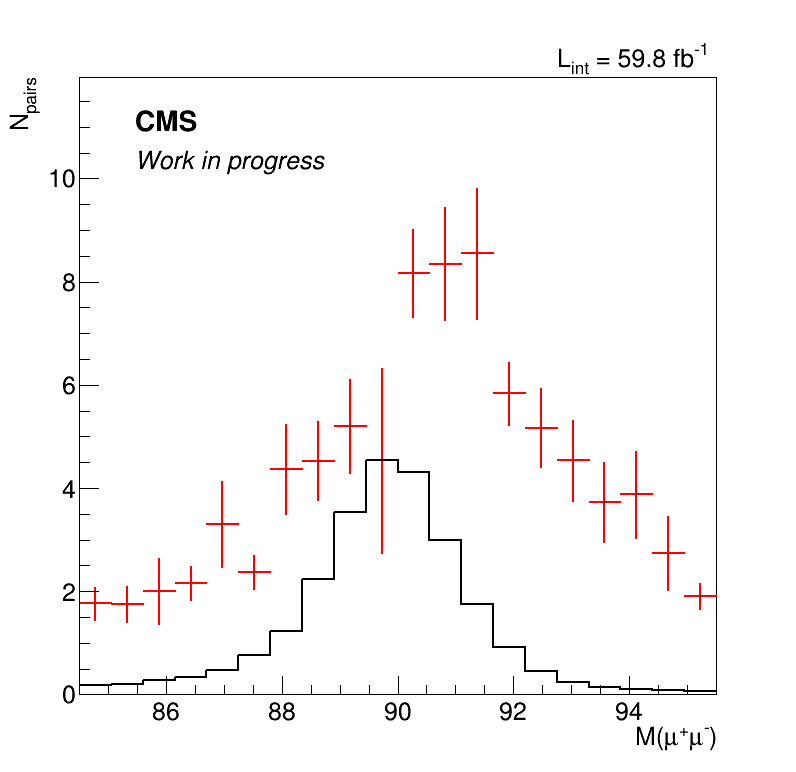 L_int = 59.8 fb^-1
N_pairs
CMS
Work in progress
10
8
6
4
2
0
86 88 90 92 94
M(μ⁺μ⁻)